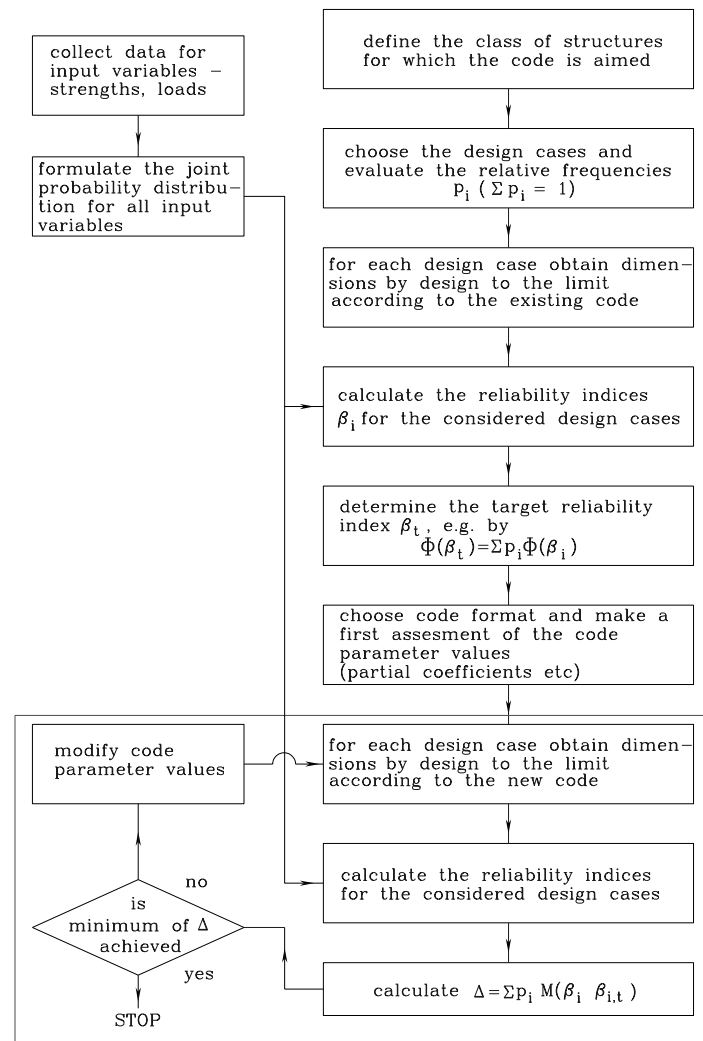 collect data for
input variables –
strengths, loads
formulate the joint
probability distribu–
tion for all input
variables
define the class of structures
for which the code is aimed
choose the design cases and
evaluate the relative frequencies
p_i ( Σ p_i = 1)
for each design case obtain dimen–
sions by design to the limit
according to the existing code
calculate the reliability indices
β_i for the considered design cases
determine the target reliability
index β_t , e.g. by
Φ(β_t)=Σp_iΦ(β_i)
choose code format and make a
first assesment of the code
parameter values
(partial coefficients etc)
modify code
parameter values
for each design case obtain dimen–
sions by design to the limit
according to the new code
calculate the reliability indices
for the considered design cases
calculate Δ=Σp_i M(β_i β_i,t)
no
is
minimum of Δ
achieved
yes
STOP